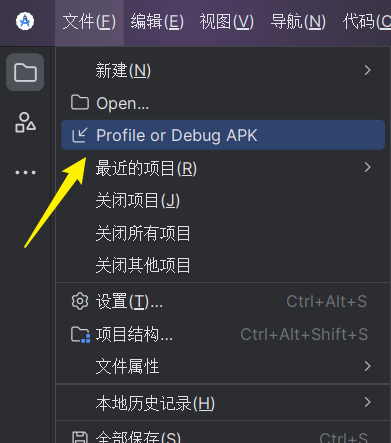 文件(F) 编辑(E) 视图(V) 导航(N) 代码(C
新建(N)
Open...
Profile or Debug APK
最近的项目(R)
关闭项目(J)
关闭所有项目
关闭其他项目
设置(T)... Ctrl+Alt+S
项目结构... Ctrl+Alt+Shift+S
文件属性
本地历史记录(H)
全部保存(S) Ctrl+S